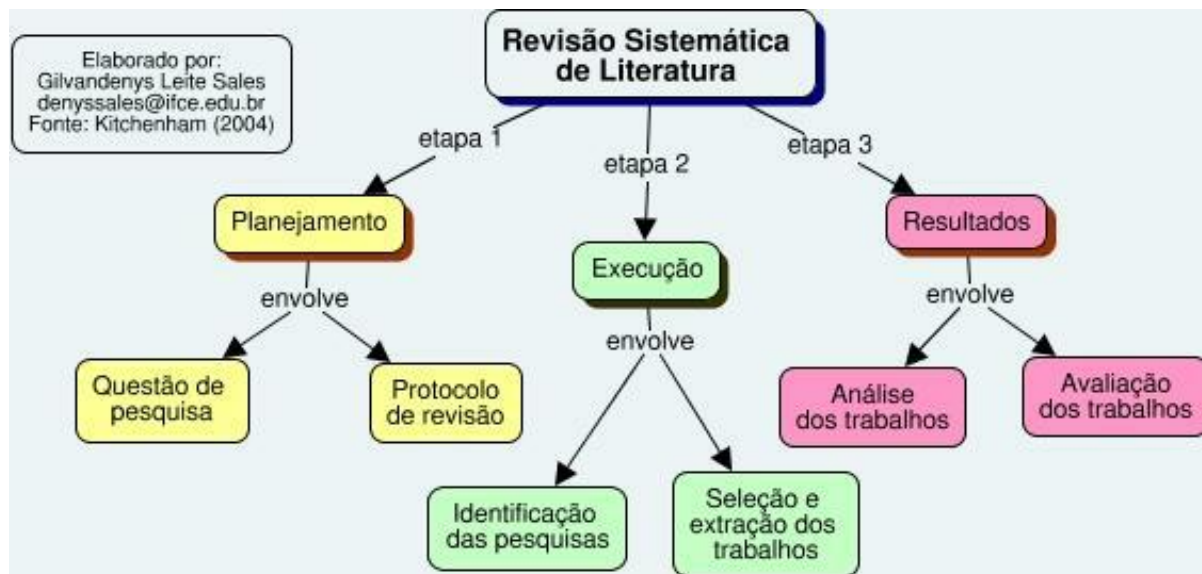 Revisão Sistemática
de Literatura
Elaborado por:
Gilvandenys Leite Sales
denyssales@ifce.edu.br
Fonte: Kitchenham (2004)
etapa 1
etapa 2
etapa 3
Planejamento
Execução
Resultados
envolve
envolve
envolve
Questão de
pesquisa
Protocolo
de revisão
Identificação
das pesquisas
Seleção e
extração dos
trabalhos
Análise
dos trabalhos
Avaliação
dos trabalhos